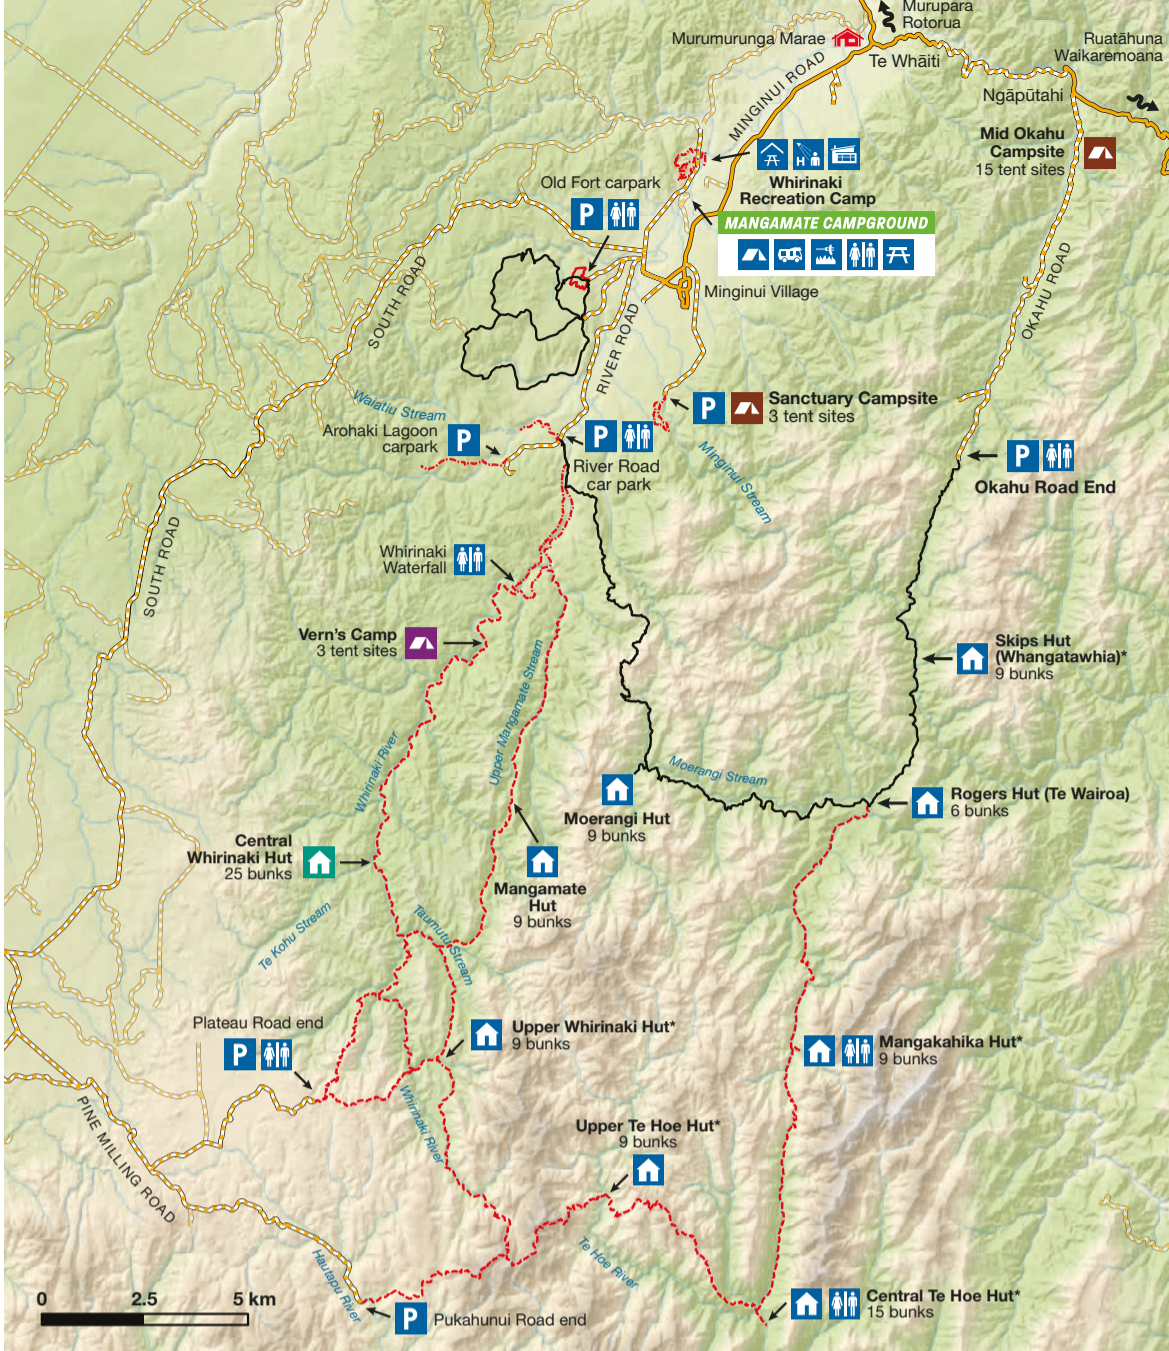 Murupara
Rotorua
Murumurunga Marae
Te Whāiti
Ruatāhuna
Waikaremoana
Ngāpūtahi
MINGINUI ROAD
Mid Okahu
Campsite
15 tent sites
H
Whirinaki
Recreation Camp
Old Fort carpark
P
MANGAMATE CAMPGROUND
Minginui Village
SOUTH ROAD
RIVER ROAD
OKAHU ROAD
Waiatiu Stream
Arohaki Lagoon
carpark
P
P
Sanctuary Campsite
3 tent sites
P
River Road
car park
Minginui Stream
P
Okahu Road End
SOUTH ROAD
Whirinaki
Waterfall
Vern's Camp
3 tent sites
Upper Mangamate Stream
Skips Hut
(Whangatawhia)*
9 bunks
Whirinaki River
Moerangi Stream
Moerangi Hut
9 bunks
Rogers Hut (Te Wairoa)
6 bunks
Central
Whirinaki Hut
25 bunks
Mangamate
Hut
9 bunks
Te Kohu Stream
Taumutu Stream
Plateau Road end
P
Upper Whirinaki Hut*
9 bunks
Mangakahika Hut*
9 bunks
PINE MILLING ROAD
Whirinaki River
Upper Te Hoe Hut*
9 bunks
Te Hoe River
Hautapu River
0 2.5 5 km
P
Pukahunui Road end
Central Te Hoe Hut*
15 bunks